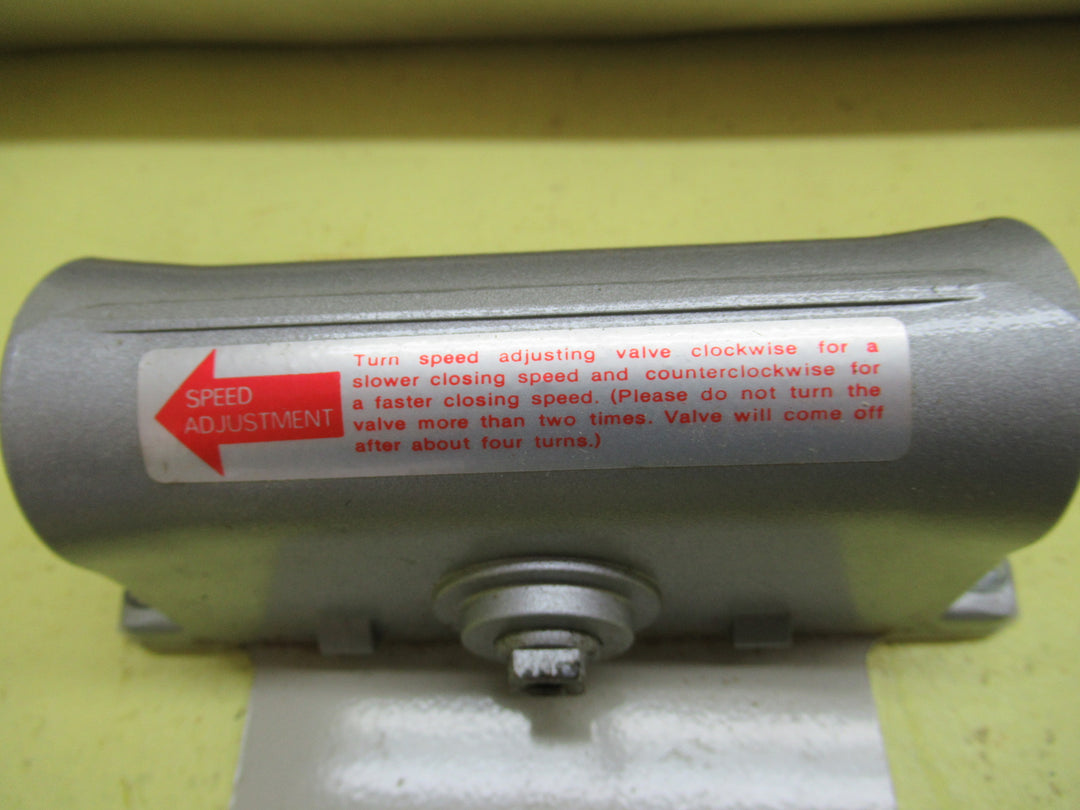 SPEED
ADJUSTMENT
Turn speed adjusting valve clockwise for a
slower closing speed and counterclockwise for
a faster closing speed. (Please do not turn the
valve more than two times. Valve will come off
after about four turns.)